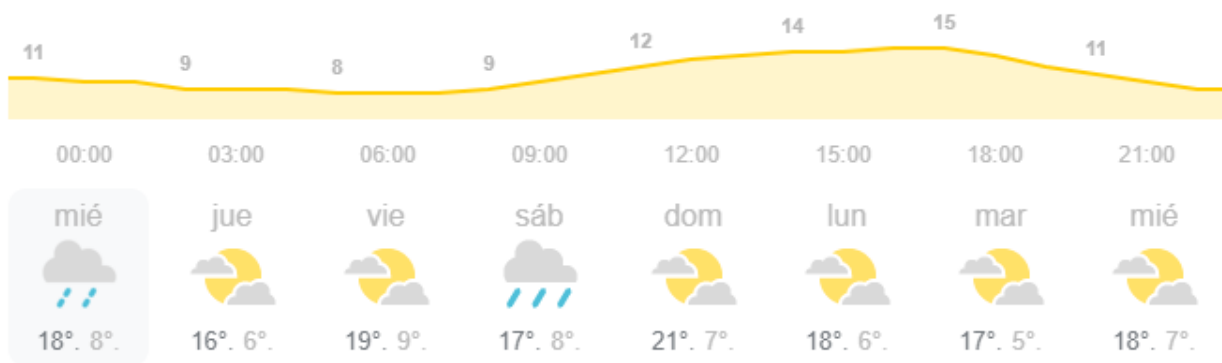 11 9 8 9 12 14 15 11
00:00 03:00 06:00 09:00 12:00 15:00 18:00 21:00
mié jue vie sáb dom lun mar mié
18°. 8°. 16°. 6°. 19°. 9°. 17°. 8°. 21°. 7°. 18°. 6°. 17°. 5°. 18°. 7°.